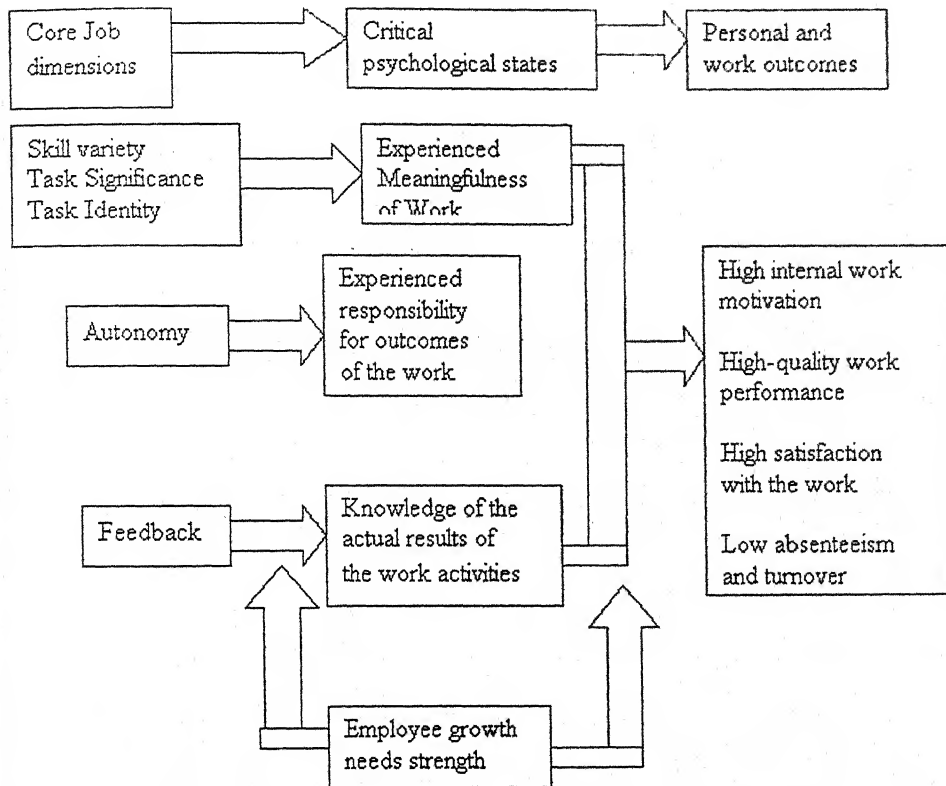 Core Job
dimensions
Critical
psychological states
Personal and
work outcomes
Skill variety
Task Significance
Task Identity
Experienced
Meaningfulness
of Work
Autonomy
Experienced
responsibility
for outcomes
of the work
Feedback
Knowledge of the
actual results of
the work activities
High internal work
motivation
High-quality work
performance
High satisfaction
with the work
Low absenteeism
and turnover
Employee growth
needs strength